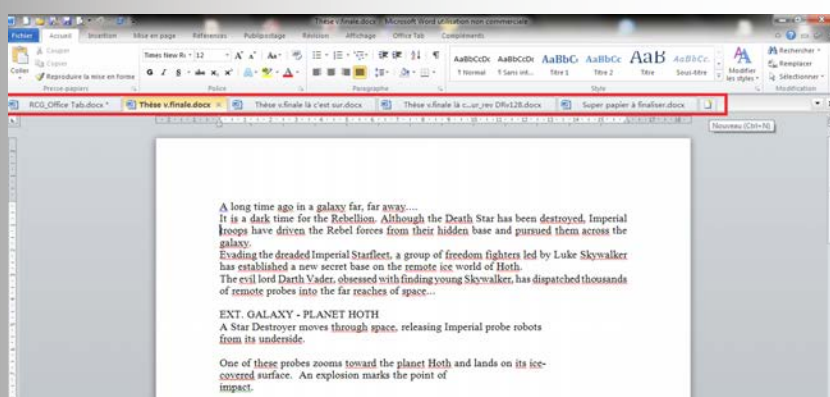 Thèse v.finale.docx - Microsoft Word utilisation non commerciale
Fichier Accueil Insertion Mise en page Références Publipostage Révision Affichage Office Tab Compléments
Coller
Couper
Copier
Reproduire la mise en forme
Presse-papiers
Times New Ro 12
G I S abc
Police
Paragraphe
AaBbCcDc AaBbCcDc AaBbC AaBbCc AaB AaBbCc.
1 Normal 1 Sans int... Titre 1 Titre 2 Titre Sous-titre
Style
Modifier les styles
Rechercher
Remplacer
Sélectionner
Modification
RCG_Office Tab.docx * Thèse v.finale.docx Thèse v.finale là c'est sur.docx Thèse v.finale là c...ur_rev DRx128.docx Super papier à finaliser.docx
Nouveau (Ctrl+N)
A long time ago in a galaxy far, far away....
It is a dark time for the Rebellion. Although the Death Star has been destroyed, Imperial
troops have driven the Rebel forces from their hidden base and pursued them across the
galaxy.
Evading the dreaded Imperial Starfleet, a group of freedom fighters led by Luke Skywalker
has established a new secret base on the remote ice world of Hoth.
The evil lord Darth Vader, obsessed with finding young Skywalker, has dispatched thousands
of remote probes into the far reaches of space...
EXT. GALAXY - PLANET HOTH
A Star Destroyer moves through space, releasing Imperial probe robots
from its underside.
One of these probes zooms toward the planet Hoth and lands on its ice-
covered surface. An explosion marks the point of
impact.